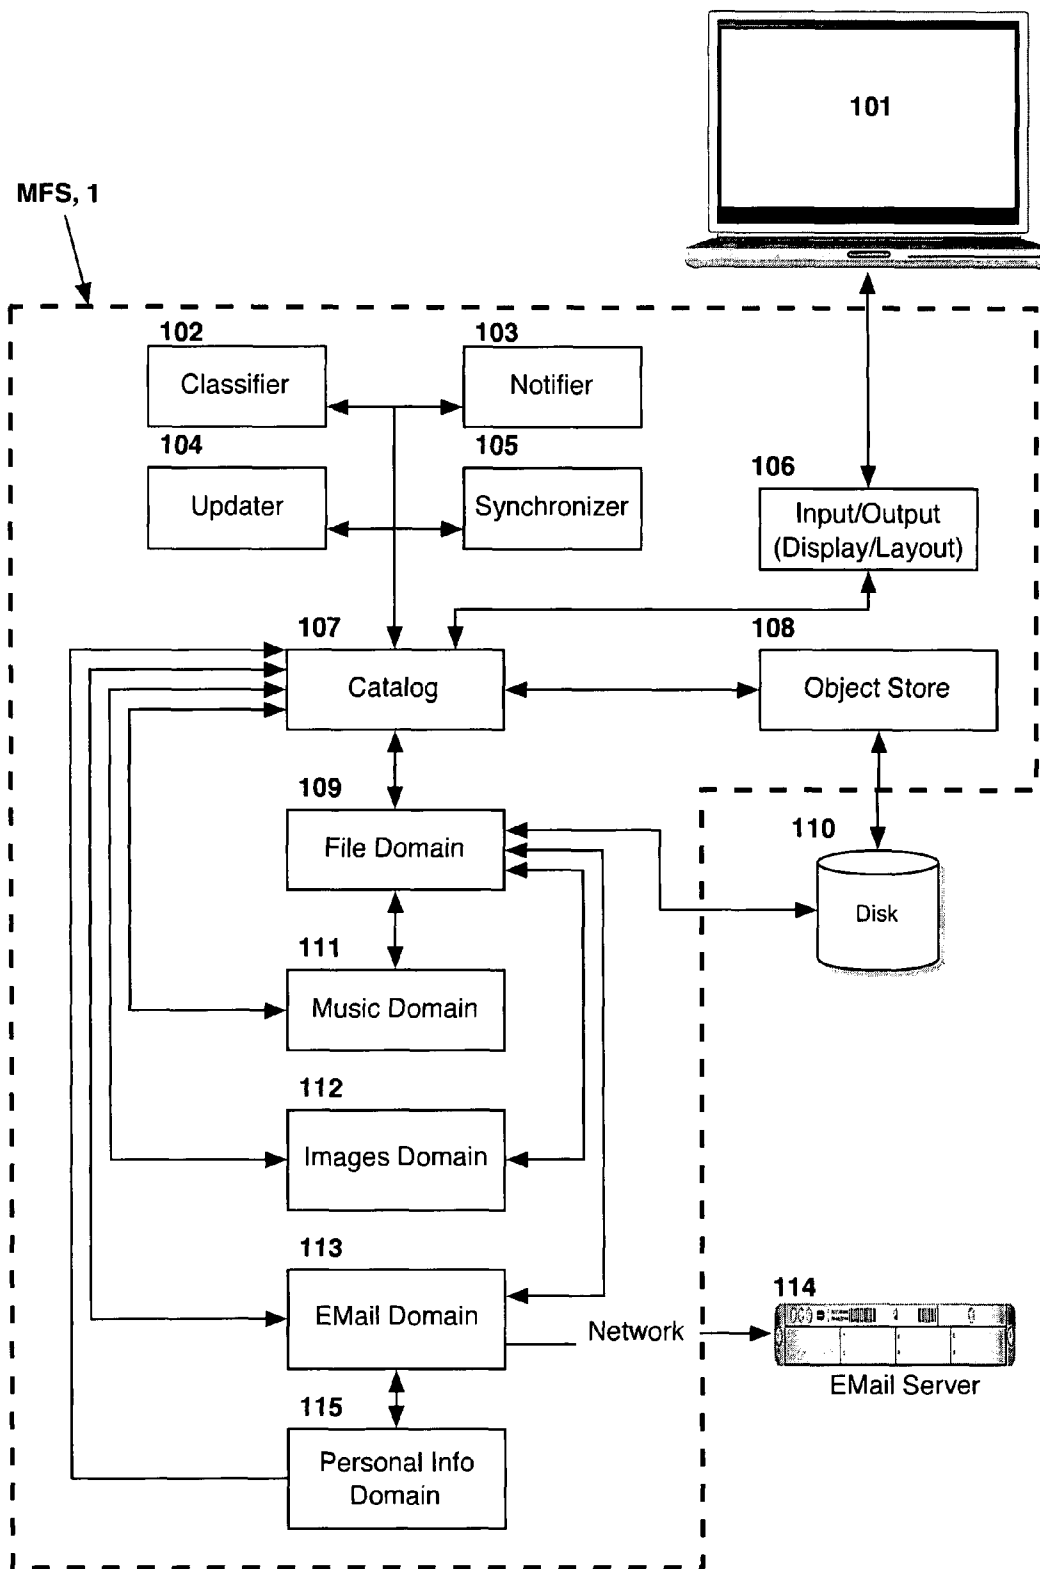 101
MFS, 1
102
Classifier
103
Notifier
104
Updater
105
Synchronizer
106
Input/Output
(Display/Layout)
107
Catalog
108
Object Store
109
File Domain
110
Disk
111
Music Domain
112
Images Domain
113
EMail Domain
Network
114
EMail Server
115
Personal Info
Domain